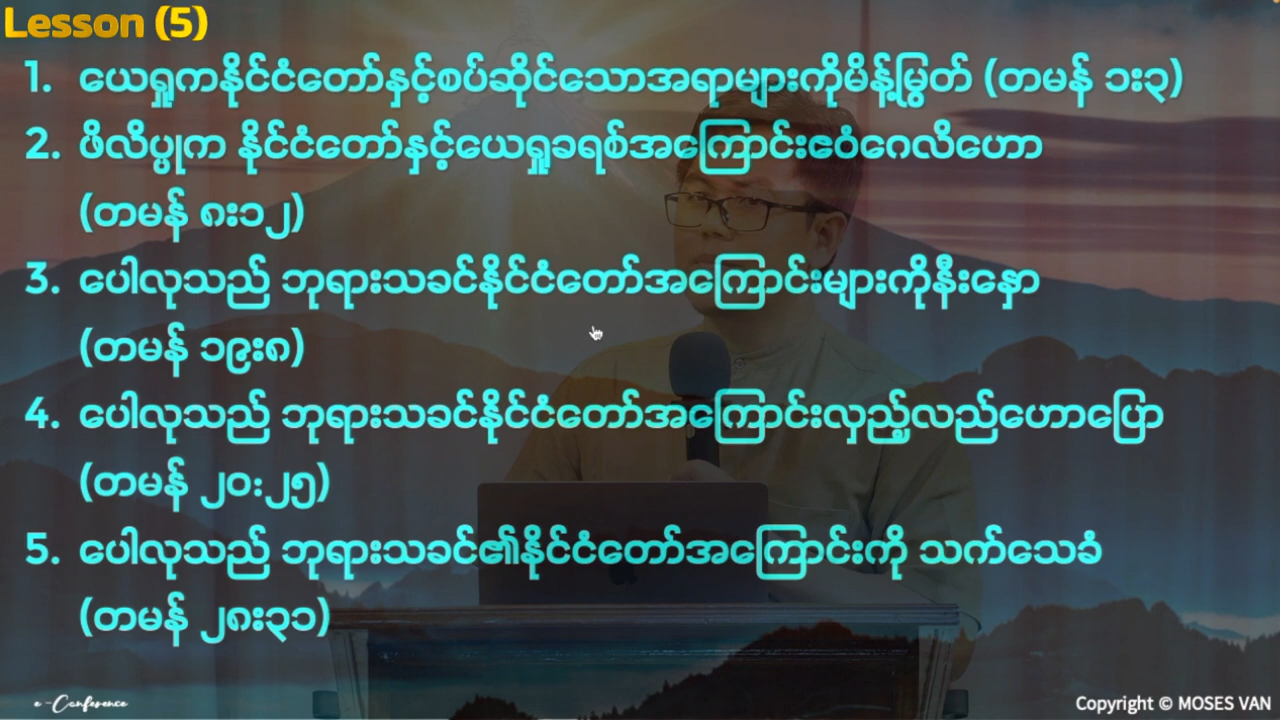 Lesson (5)
1. ယေရှုကနိုင်ငံတော်နှင့်စပ်ဆိုင်သောအရာများကိုမိန့်မြွတ် (တမန် ၁း၃)
2. ဖိလိပ္ပုက နိုင်ငံတော်နှင့်ယေရှုခရစ်အကြောင်းဧဝံဂေလိဟော
(တမန် ၈း၁၂)
3. ပေါလုသည် ဘုရားသခင်နိုင်ငံတော်အကြောင်းများကိုနှီးနှော
(တမန် ၁၉း၈)
4. ပေါလုသည် ဘုရားသခင်နိုင်ငံတော်အကြောင်းလှည့်လည်ဟောပြော
(တမန် ၂၀:၂၅)
5. ပေါလုသည် ဘုရားသခင်၏နိုင်ငံတော်အကြောင်းကို သက်သေခံ
(တမန် ၂၈း၃၁)
e-Conference
Copyright © MOSES VAN